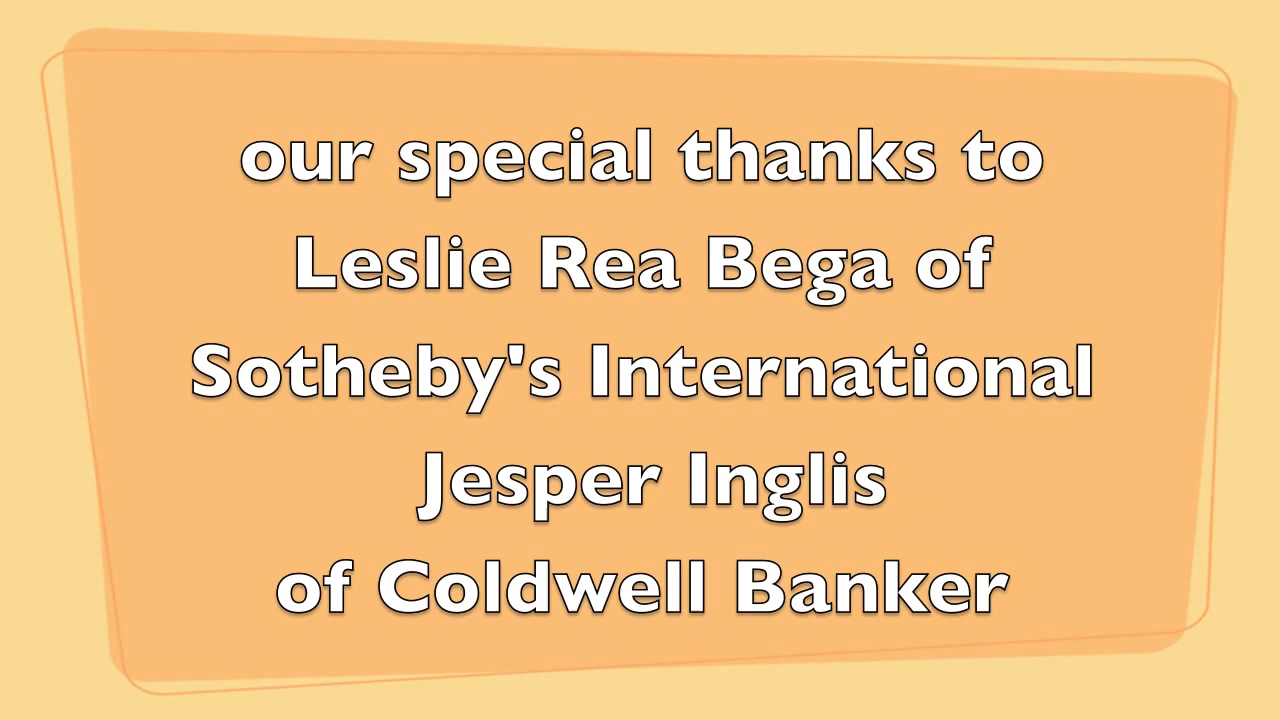 our special thanks to
Leslie Rea Bega of
Sotheby's International
Jesper Inglis
of Coldwell Banker